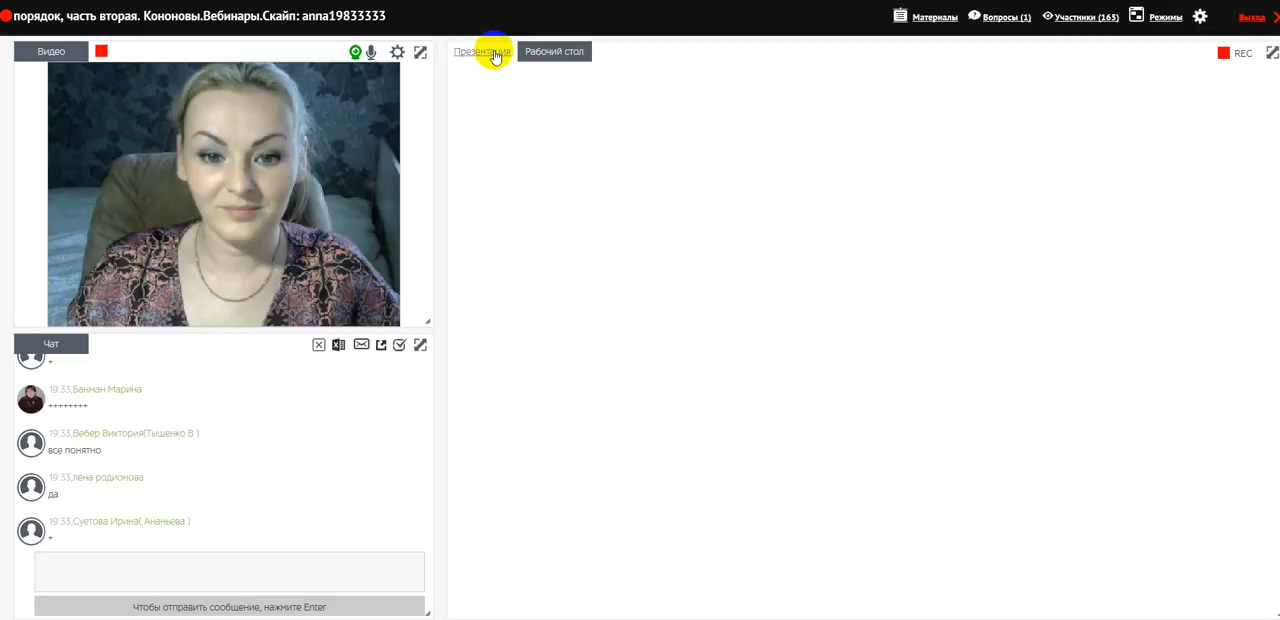 порядок, часть вторая. Кононовы.Вебинары.Скайп: anna19833333
Материалы
Вопросы (1)
Участники (165)
Режимы
Выход
Видео
Презентация
Рабочий стол
REC
Чат
+
19:33,Банман Марина
++++++++
19:33,Вебер Виктория(Тыщенко В )
все понятно
19:33,лена родионова
да
19:33,Суетова Ирина( Ананьева )
+
Чтобы отправить сообщение, нажмите Enter